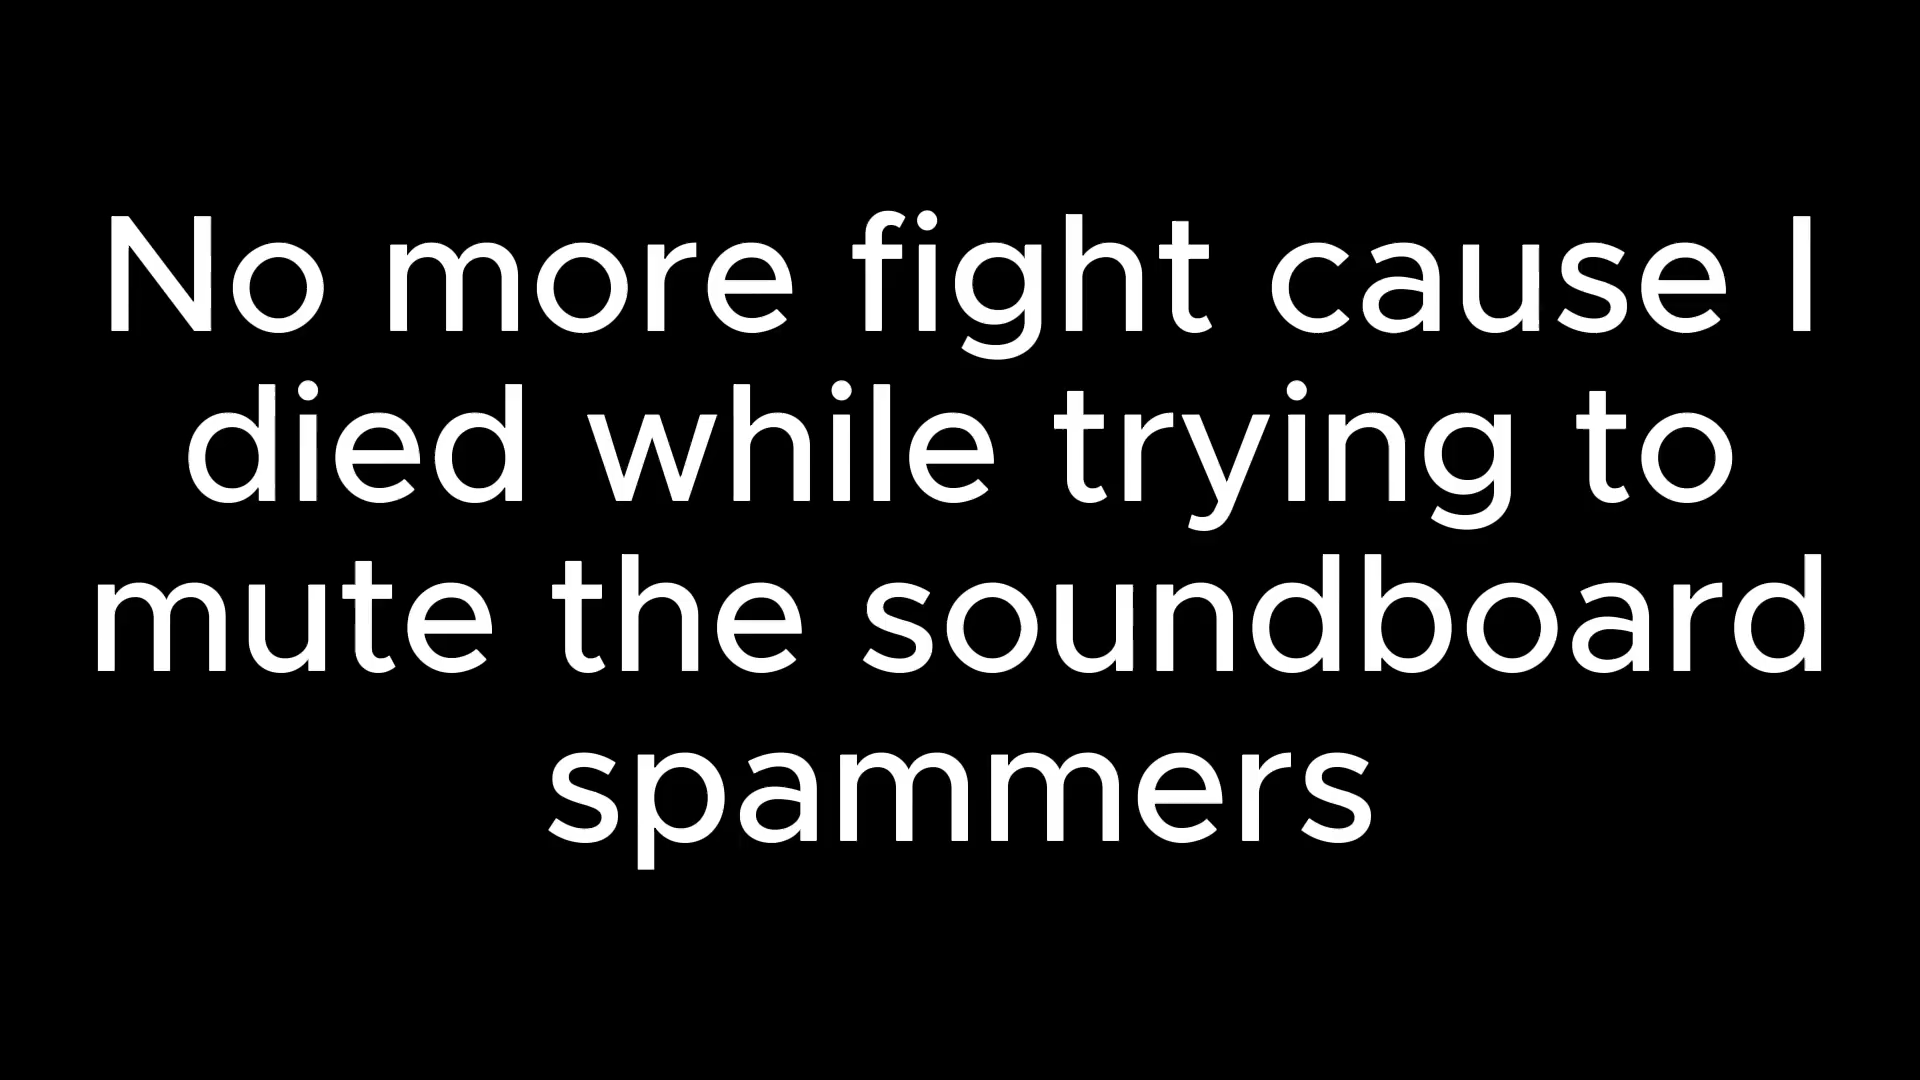 No more fight cause I
died while trying to
mute the soundboard
spammers